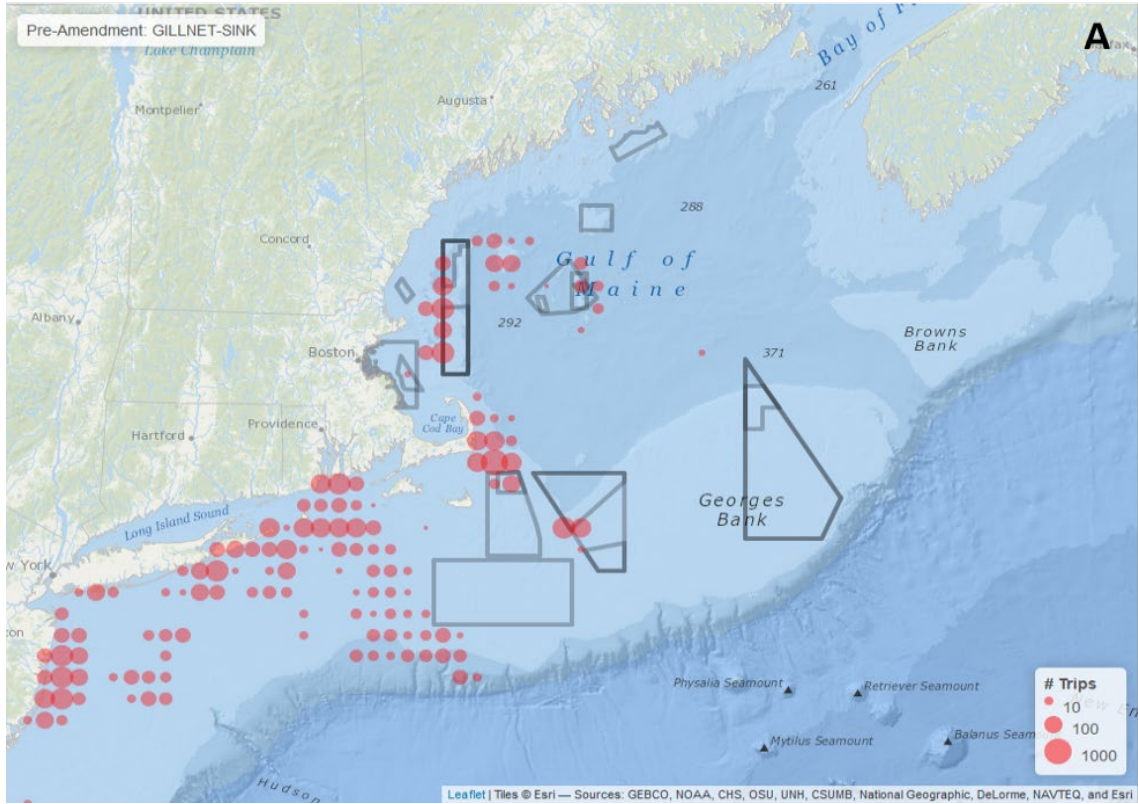 UNITED STATES
Pre-Amendment: GILLNET-SINK
Lake Champlain
A
Bay of F
261
Augusta
Montpelier
288
Concord
Gulf of
Maine
292
Albany
Browns
Bank
Boston
371
Cape
Cod Bay
Providence
Hartford
Georges
Bank
Long Island Sound
w York
Physalia Seamount
Retriever Seamount
Mytilus Seamount
Balanus Seamou
New En
# Trips
10
100
1000
Hudson
Leaflet | Tiles © Esri — Sources: GEBCO, NOAA, CHS, OSU, UNH, CSUMB, National Geographic, DeLorme, NAVTEQ, and Esri